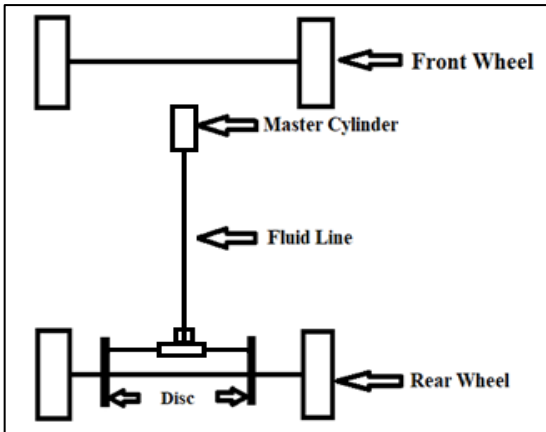 Front Wheel
Master Cylinder
Fluid Line
Rear Wheel
Disc